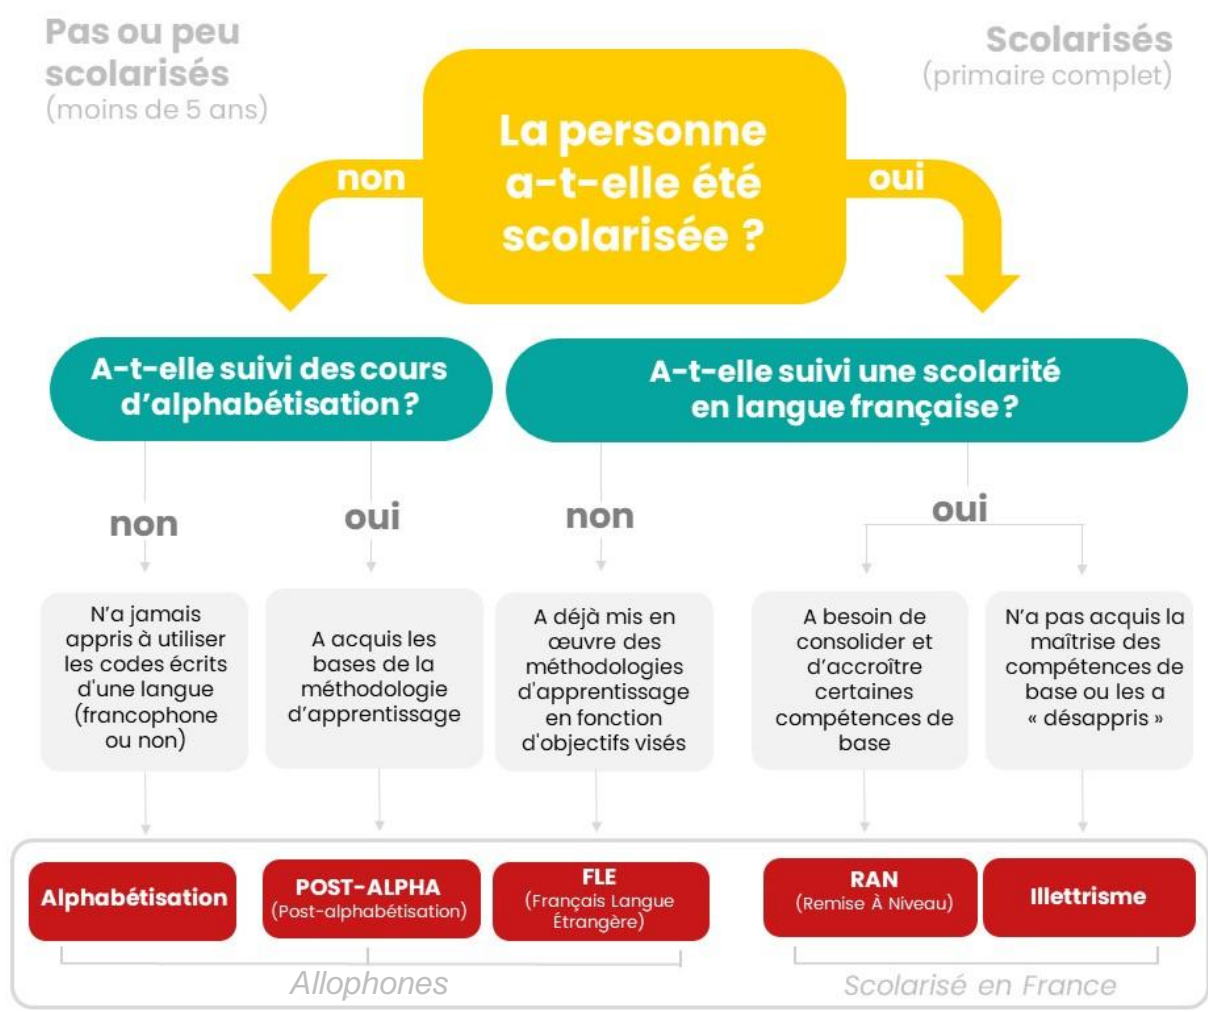 Pas ou peu
scolarisés
(moins de 5 ans)
Scolarisés
(primaire complet)
La personne
a-t-elle été
scolarisée ?
non
oui
A-t-elle suivi des cours
d'alphabétisation ?
A-t-elle suivi une scolarité
en langue française ?
non
oui
non
oui
N'a jamais
appris à utiliser
les codes écrits
d'une langue
(francophone
ou non)
A acquis les
bases de la
méthodologie
d'apprentissage
A déjà mis en
œuvre des
méthodologies
d'apprentissage
en fonction
d'objectifs visés
A besoin de
consolider et
d'accroître
certaines
compétences de
base
N'a pas acquis la
maîtrise des
compétences de
base ou les a
« désappris »
Alphabétisation
POST-ALPHA
(Post-alphabétisation)
FLE
(Français Langue
Étrangère)
RAN
(Remise À Niveau)
Illettrisme
Allophones
Scolarisé en France